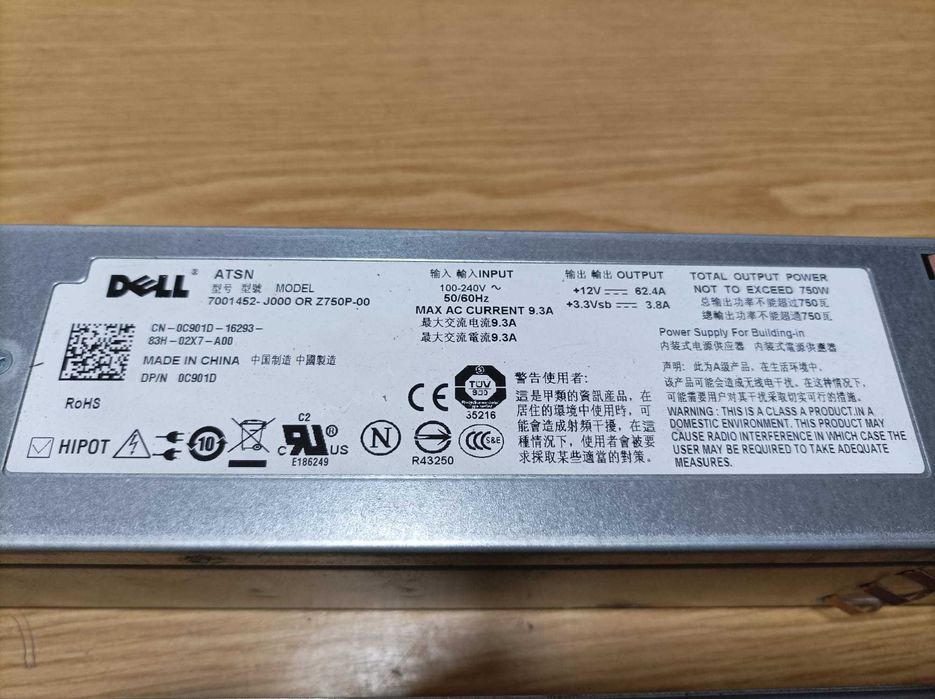 DELL®
ATSN
型号 型號 MODEL
7001452- J000 OR Z750P-00
CN-0C901D-16293-
83H-02X7-A00
MADE IN CHINA 中国制造 中國製造
DP/N 0C901D
RoHS
HIPOT
10
C2
C UL US
E186249
N
R43250
CE
TÜV
35216
CCC S&E
输入 輸入INPUT
100-240V ～
50/60Hz
MAX AC CURRENT 9.3A
最大交流电流9.3A
最大交流電流9.3A
输出 輸出 OUTPUT
+12V ⎓ 62.4A
+3.3Vsb ⎓ 3.8A
警告使用者:
這是甲類的資訊產品，在
居住的環境中使用時，可
能會造成射頻干擾，在這
種情況下，使用者會被要
求採取某些適當的對策。
TOTAL OUTPUT POWER
NOT TO EXCEED 750W
总输出功率不能超过750瓦
總輸出功率不能超過750瓦
Power Supply For Building-in
内装式电源供应器 內裝式電源供應器
声明: 此为A级产品，在生活环境中，
该产品可能会造成无线电干扰。在这种情况下，
可能需要用户对其干扰采取切实可行的措施。
WARNING : THIS IS A CLASS A PRODUCT.IN A
DOMESTIC ENVIRONMENT. THIS PRODUCT MAY
CAUSE RADIO INTERFERENCE IN WHICH CASE THE
USER MAY BE REQUIRED TO TAKE ADEQUATE
MEASURES.